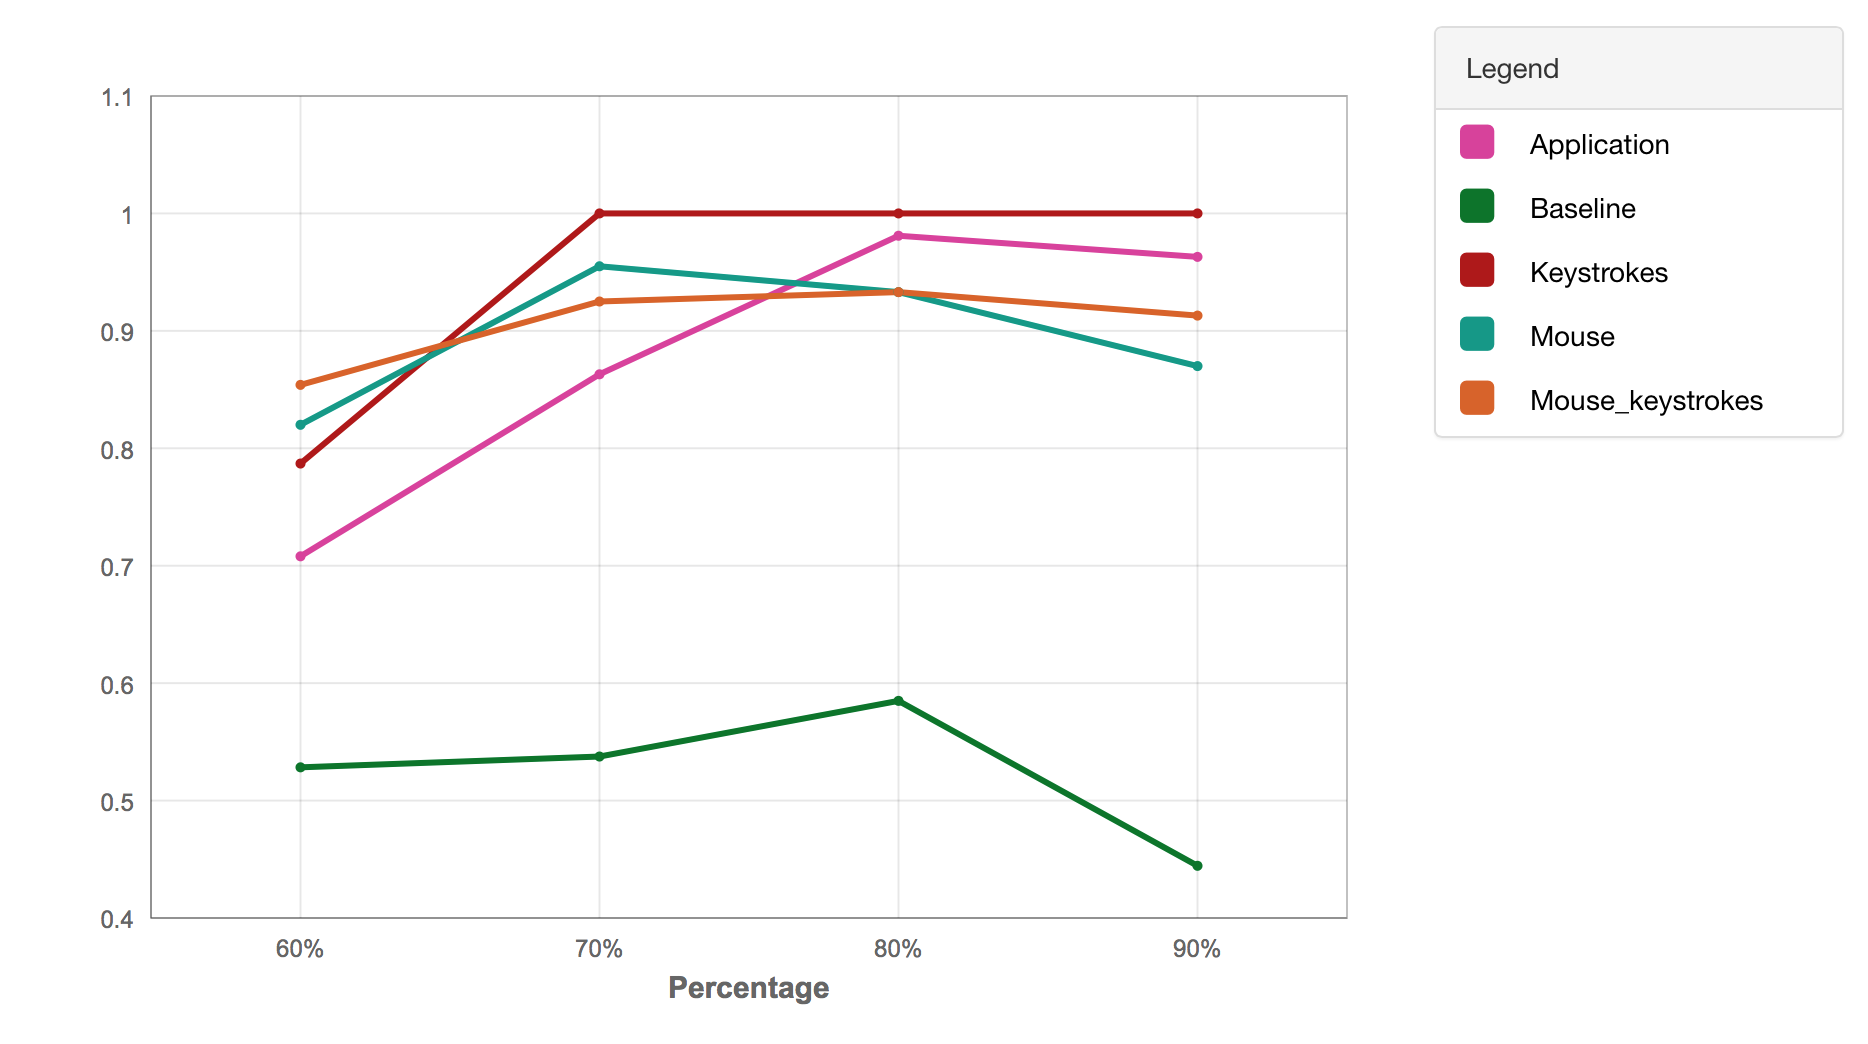 Legend
Application
Baseline
Keystrokes
Mouse
Mouse_keystrokes
1.1
1
0.9
0.8
0.7
0.6
0.5
0.4
60% 70% 80% 90%
Percentage